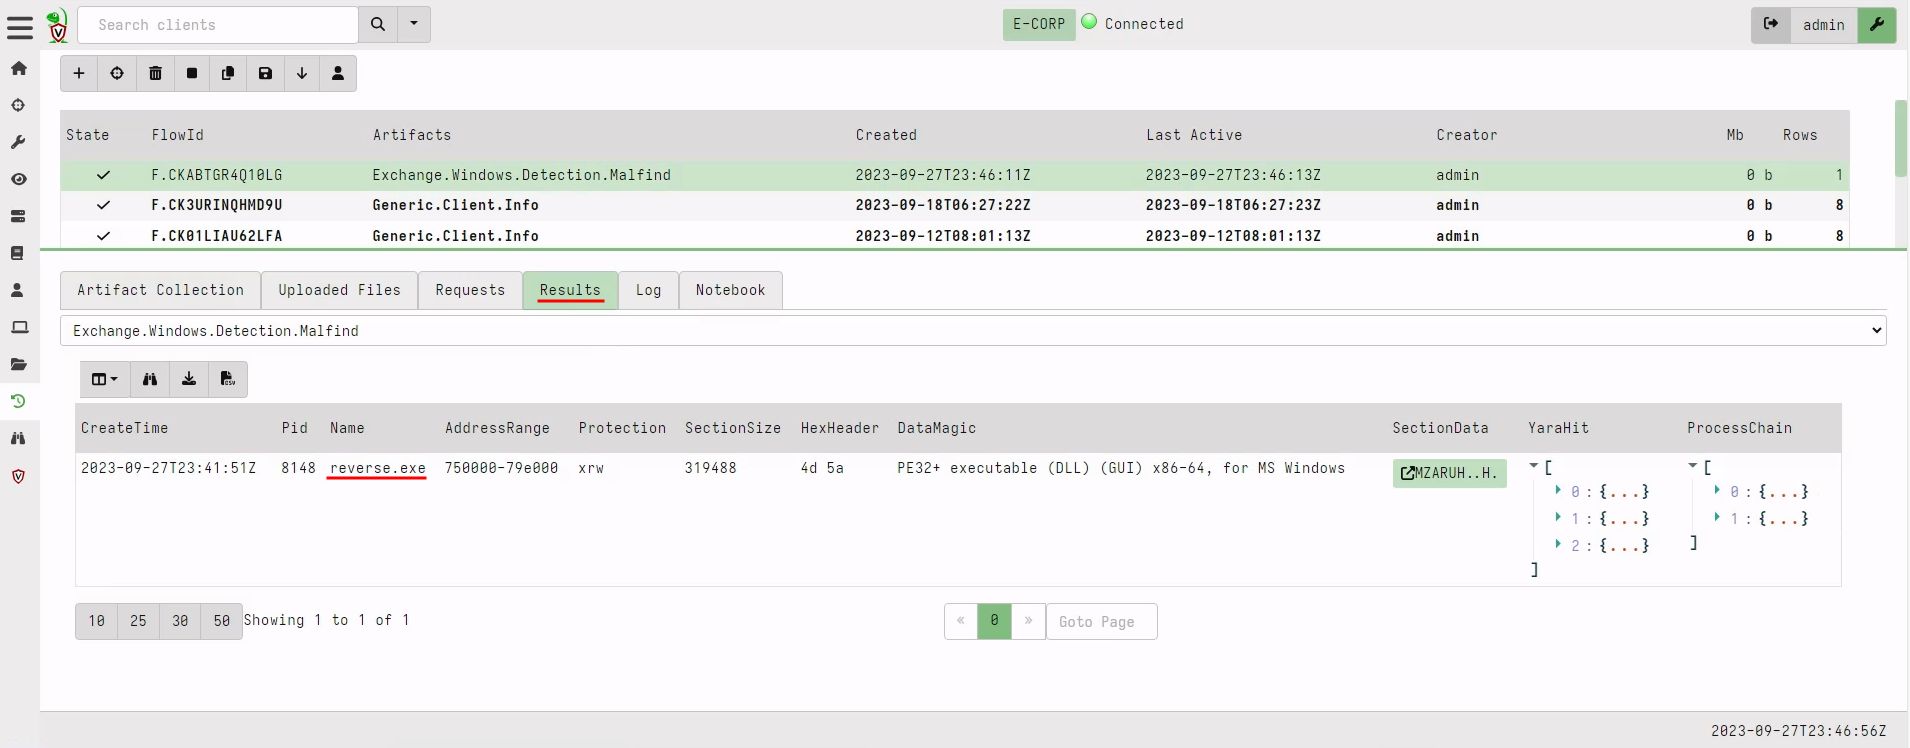 Search clients
E-CORP Connected
admin
State FlowId Artifacts Created Last Active Creator Mb Rows
F.CKABTGR4Q10LG Exchange.Windows.Detection.Malfind 2023-09-27T23:46:11Z 2023-09-27T23:46:13Z admin 0 b 1
F.CK3URINQHMD9U Generic.Client.Info 2023-09-18T06:27:22Z 2023-09-18T06:27:23Z admin 0 b 8
F.CK01LIAU62LFA Generic.Client.Info 2023-09-12T08:01:13Z 2023-09-12T08:01:13Z admin 0 b 8
Artifact Collection Uploaded Files Requests Results Log Notebook
Exchange.Windows.Detection.Malfind
CSV
CreateTime Pid Name AddressRange Protection SectionSize HexHeader DataMagic SectionData YaraHit ProcessChain
2023-09-27T23:41:51Z 8148 reverse.exe 750000-79e000 xrw 319488 4d 5a PE32+ executable (DLL) (GUI) x86-64, for MS Windows MZARUH..H. [ [
0 : {...} 0 : {...}
1 : {...} 1 : {...}
2 : {...} ]
]
10 25 30 50 Showing 1 to 1 of 1 « 0 » Goto Page
2023-09-27T23:46:56Z